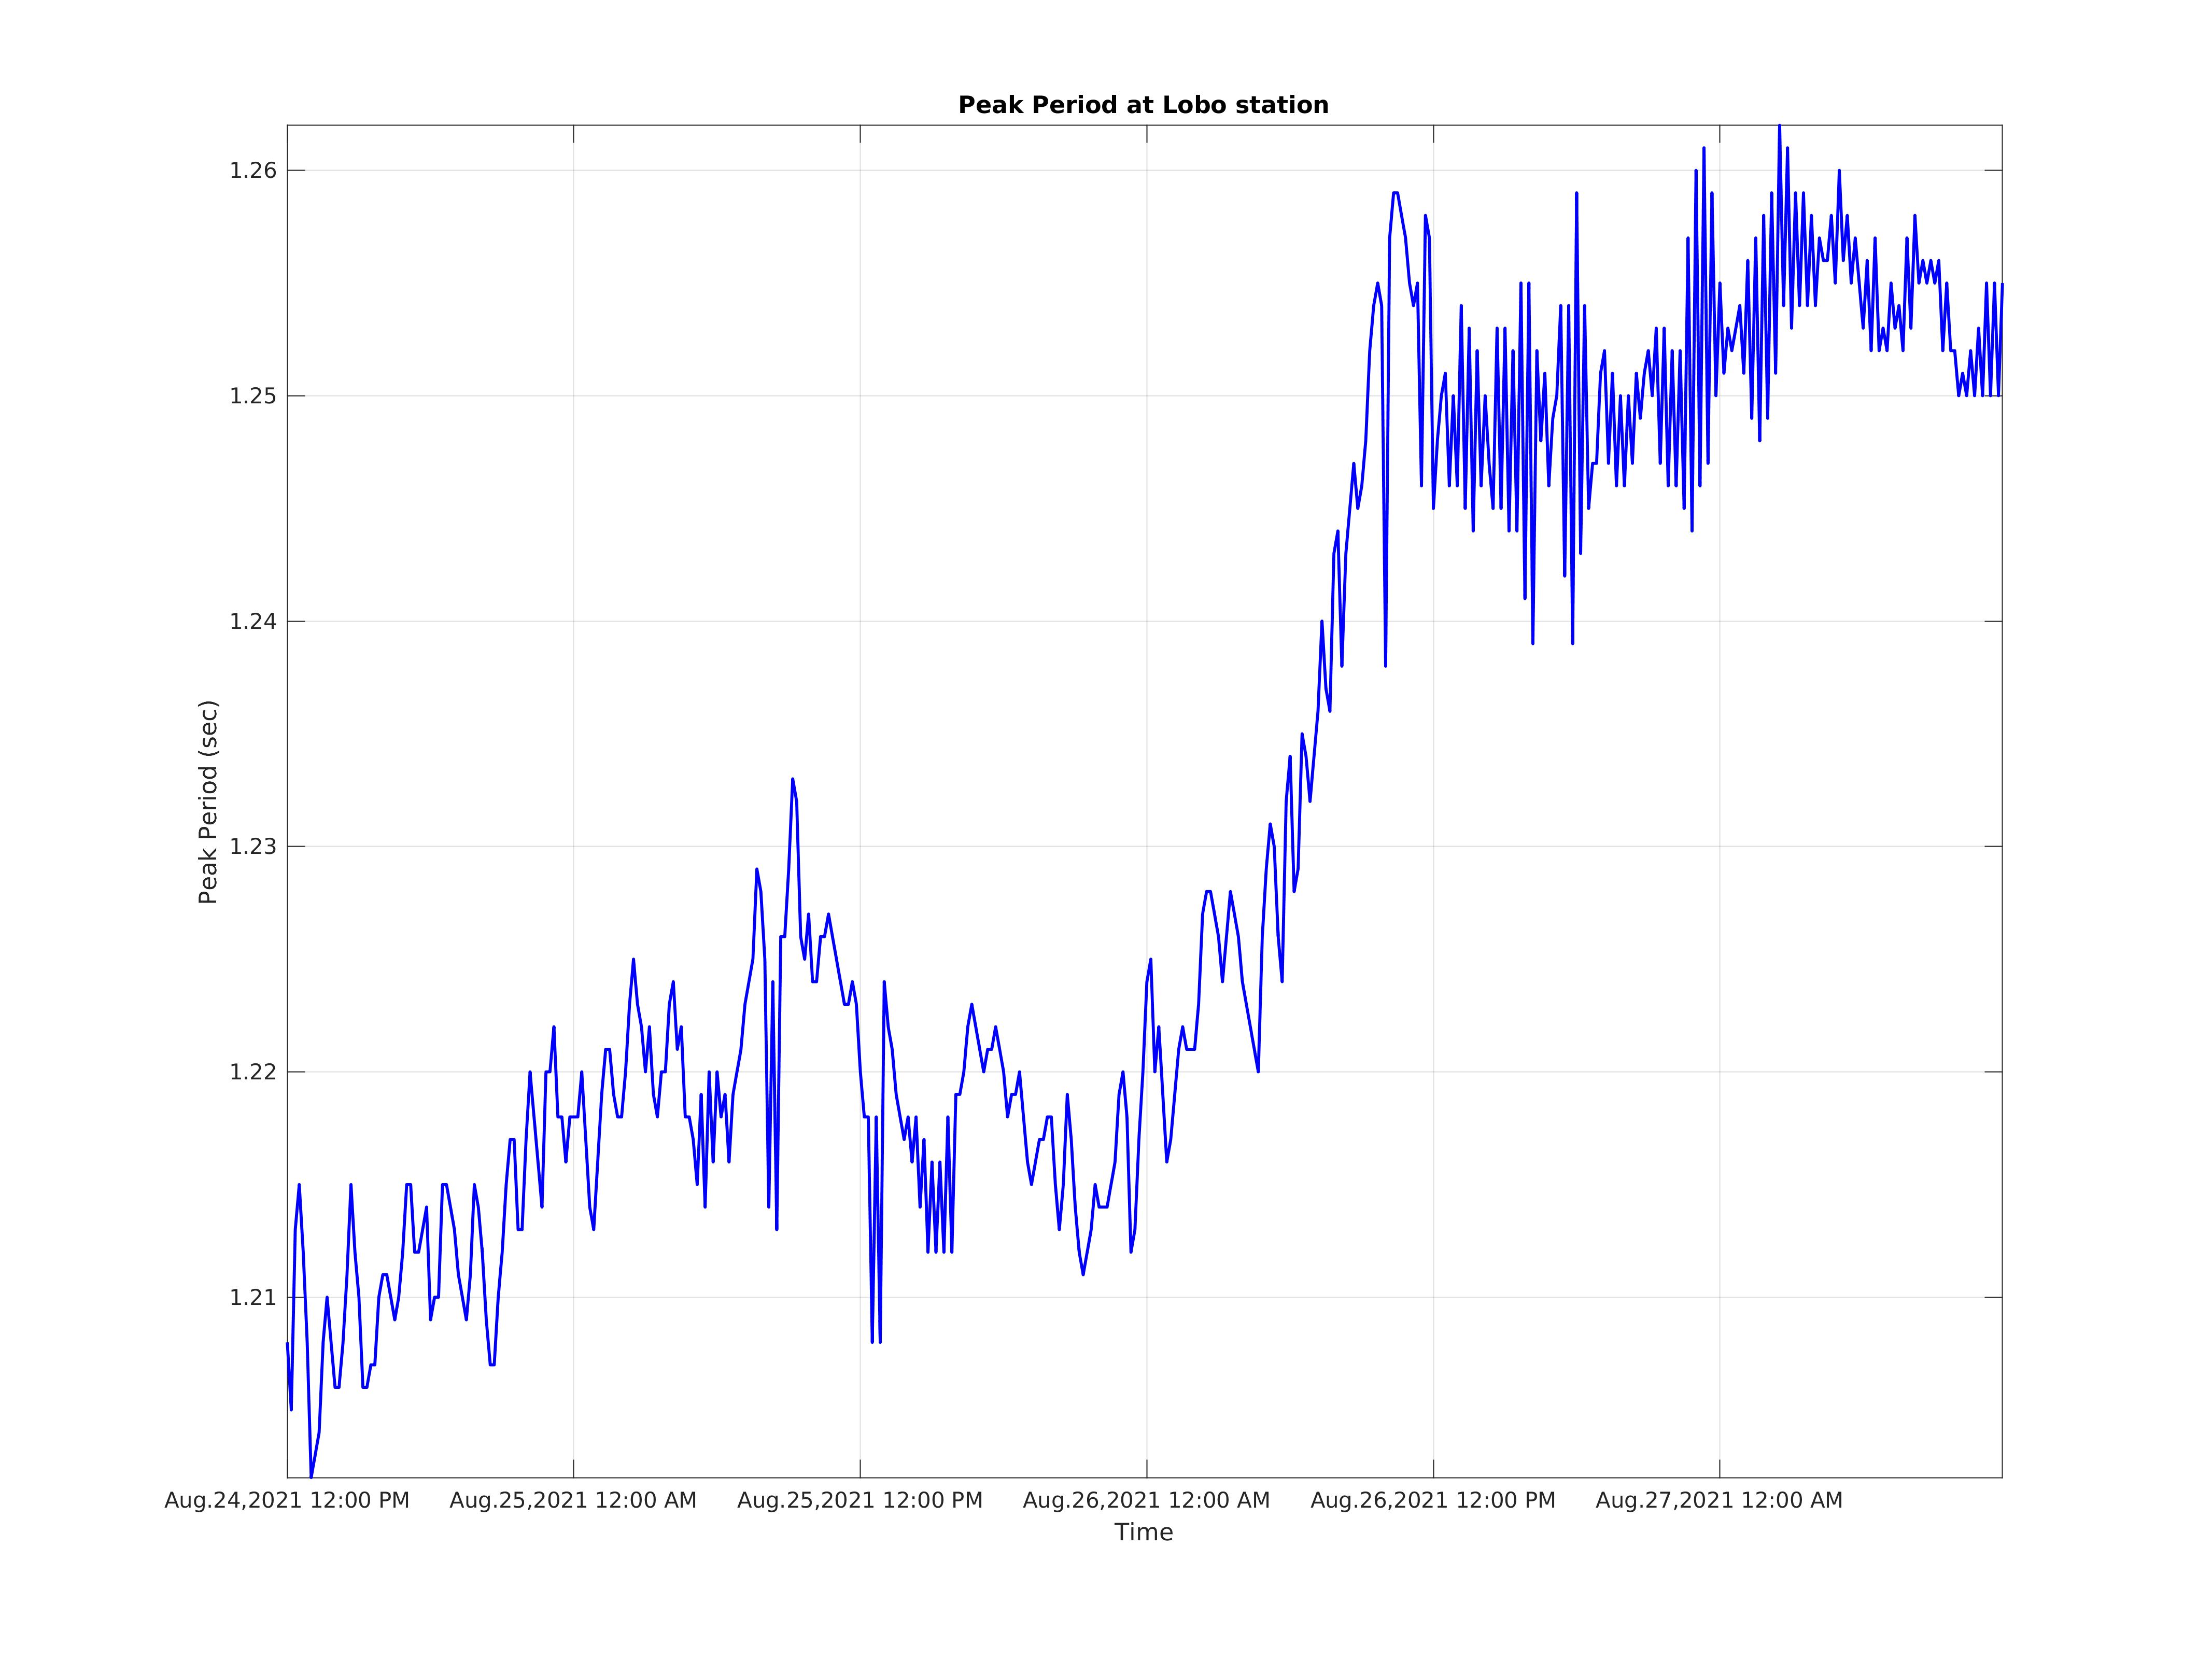 Peak Period at Lobo station
1.26
1.25
1.24
1.23
1.22
1.21
Peak Period (sec)
Aug.24,2021 12:00 PM
Aug.25,2021 12:00 AM
Aug.25,2021 12:00 PM
Aug.26,2021 12:00 AM
Aug.26,2021 12:00 PM
Aug.27,2021 12:00 AM
Time